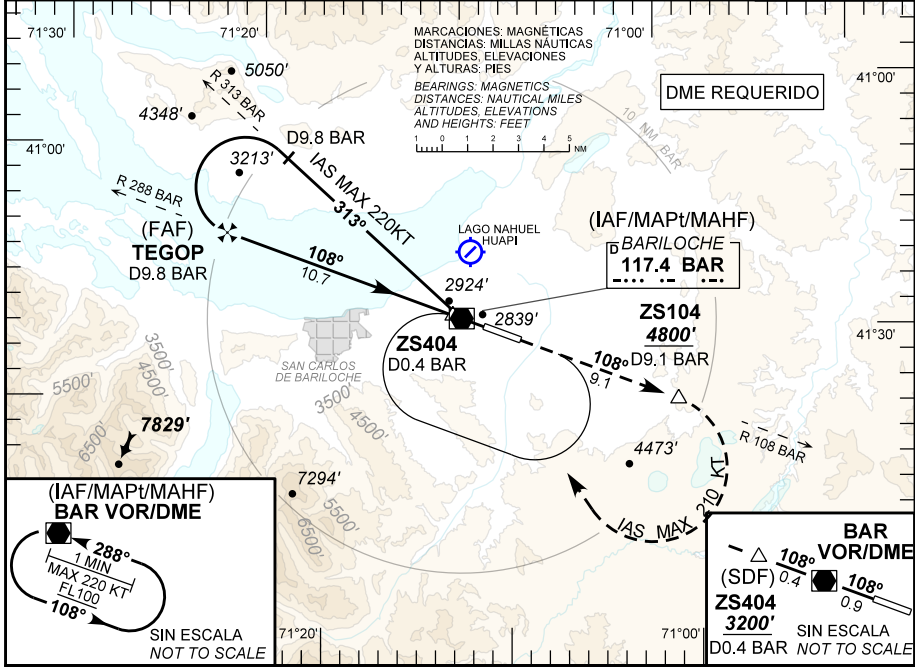 71°30'
71°20'
71°00'
41°00'
MARCACIONES: MAGNÉTICAS
DISTANCIAS: MILLAS NÁUTICAS
ALTITUDES, ELEVACIONES
Y ALTURAS: PIES
BEARINGS: MAGNETICS
DISTANCES: NAUTICAL MILES
ALTITUDES, ELEVATIONS
AND HEIGHTS: FEET
0 1 2 3 4 5 NM
DME REQUERIDO
10 NM BAR
5050'
R 313 BAR
4348'
41°00'
D9.8 BAR
3213'
IAS MAX 220KT
313°
R 288 BAR
(FAF)
TEGOP
D9.8 BAR
108°
10.7
LAGO NAHUEL
HUAPI
(IAF/MAPt/MAHF)
D BARILOCHE
117.4 BAR
2924'
2839'
ZS404
D0.4 BAR
ZS104
4800'
D9.1 BAR
41°30'
108°
9.1
SAN CARLOS
DE BARILOCHE
3500'
4500'
5500'
6500'
3500'
4500'
7829'
7294'
5500'
6500'
4473'
R 108 BAR
IAS MAX 210 KT
(IAF/MAPt/MAHF)
BAR VOR/DME
288°
1 MIN
MAX 220 KT
FL100
108°
SIN ESCALA
NOT TO SCALE
71°20'
71°00'
BAR
VOR/DME
108°
0.4
(SDF)
ZS404
3200'
D0.4 BAR
108°
0.9
SIN ESCALA
NOT TO SCALE